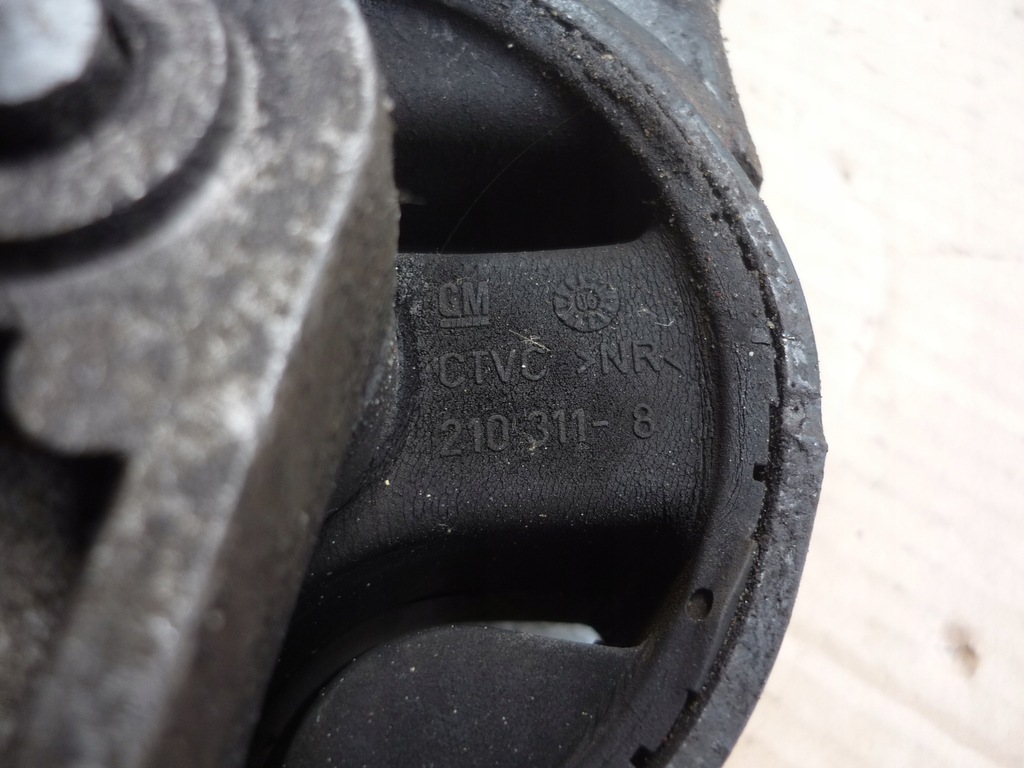 GM
CTVC >NR<
210 311- 8